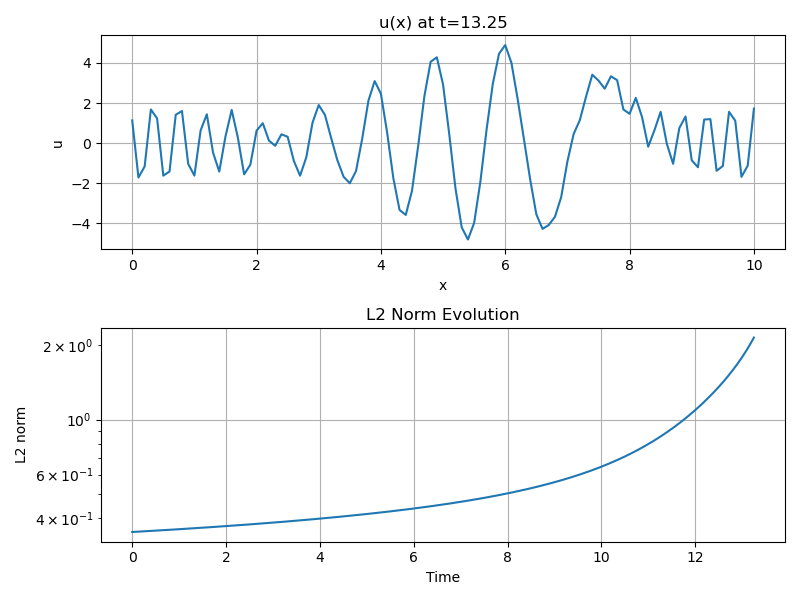 u(x) at t=13.25
4
2
0
−2
−4
u
0 2 4 6 8 10
x
L2 Norm Evolution
2 × 10⁰
10⁰
6 × 10⁻¹
4 × 10⁻¹
L2 norm
0 2 4 6 8 10 12
Time